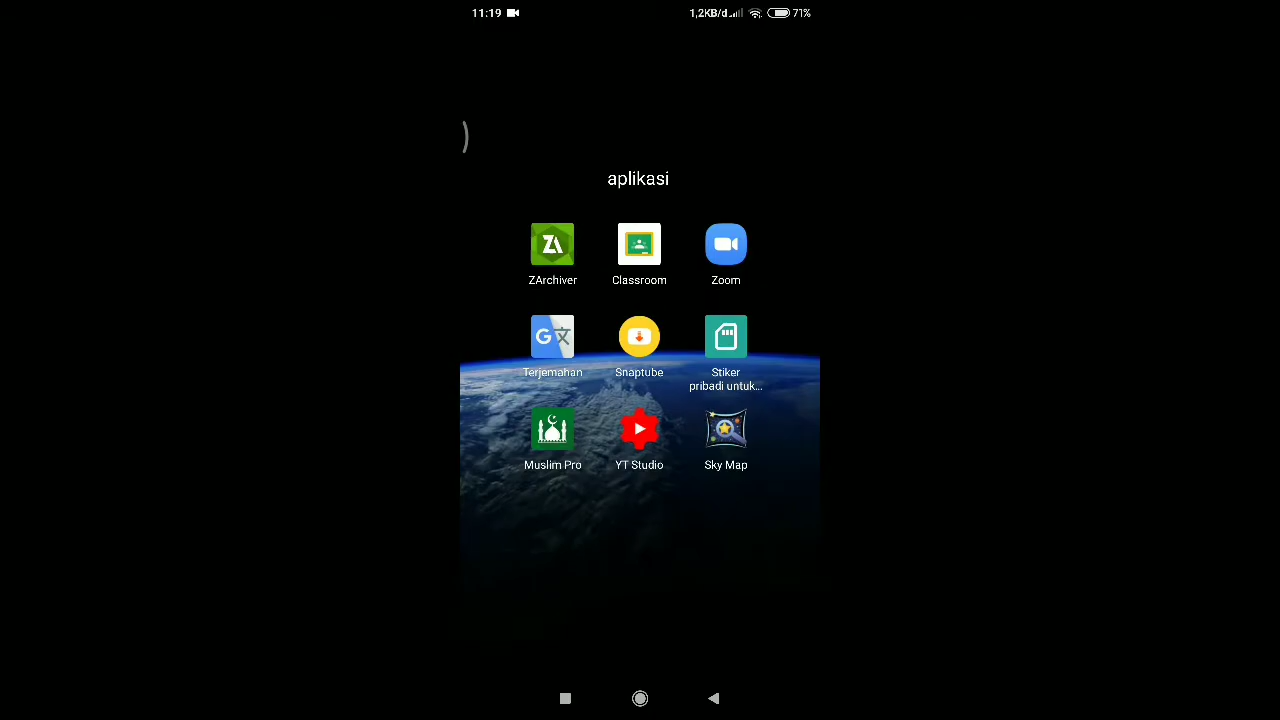 11:19
1,2KB/d
71%
aplikasi
ZArchiver
Classroom
Zoom
Terjemahan
Snaptube
Stiker
pribadi untuk...
Muslim Pro
YT Studio
Sky Map